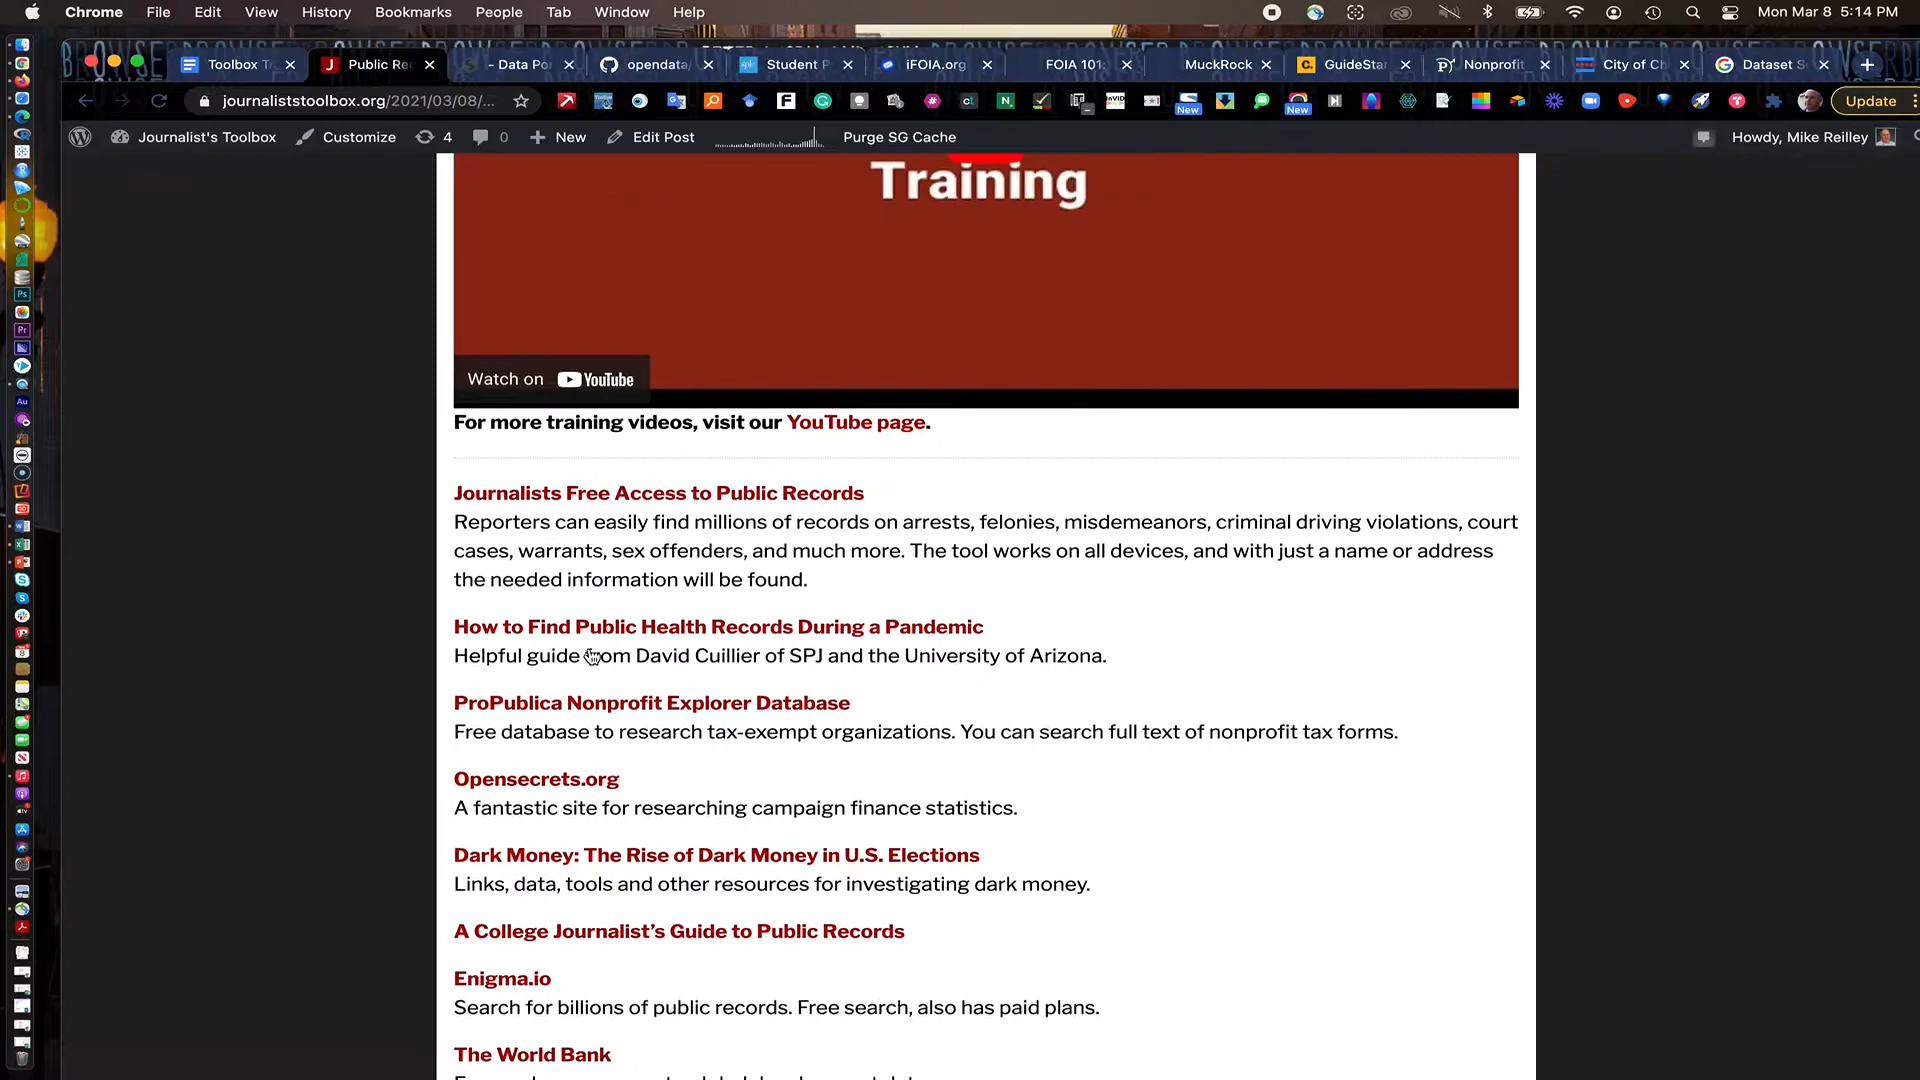 Chrome File Edit View History Bookmarks People Tab Window Help Mon Mar 8 5:14 PM
Toolbox Tr Public Rec - Data Po opendata/ Student P iFOIA.org FOIA 101: MuckRock GuideStar Nonprofit City of Ch Dataset S
journaliststoolbox.org/2021/03/08/... Update
New New
Journalist's Toolbox Customize 4 0 New Edit Post Purge SG Cache Howdy, Mike Reilley
Training
Watch on YouTube
For more training videos, visit our YouTube page.
Journalists Free Access to Public Records
Reporters can easily find millions of records on arrests, felonies, misdemeanors, criminal driving violations, court
cases, warrants, sex offenders, and much more. The tool works on all devices, and with just a name or address
the needed information will be found.
How to Find Public Health Records During a Pandemic
Helpful guide from David Cuillier of SPJ and the University of Arizona.
ProPublica Nonprofit Explorer Database
Free database to research tax-exempt organizations. You can search full text of nonprofit tax forms.
Opensecrets.org
A fantastic site for researching campaign finance statistics.
Dark Money: The Rise of Dark Money in U.S. Elections
Links, data, tools and other resources for investigating dark money.
A College Journalist’s Guide to Public Records
Enigma.io
Search for billions of public records. Free search, also has paid plans.
The World Bank